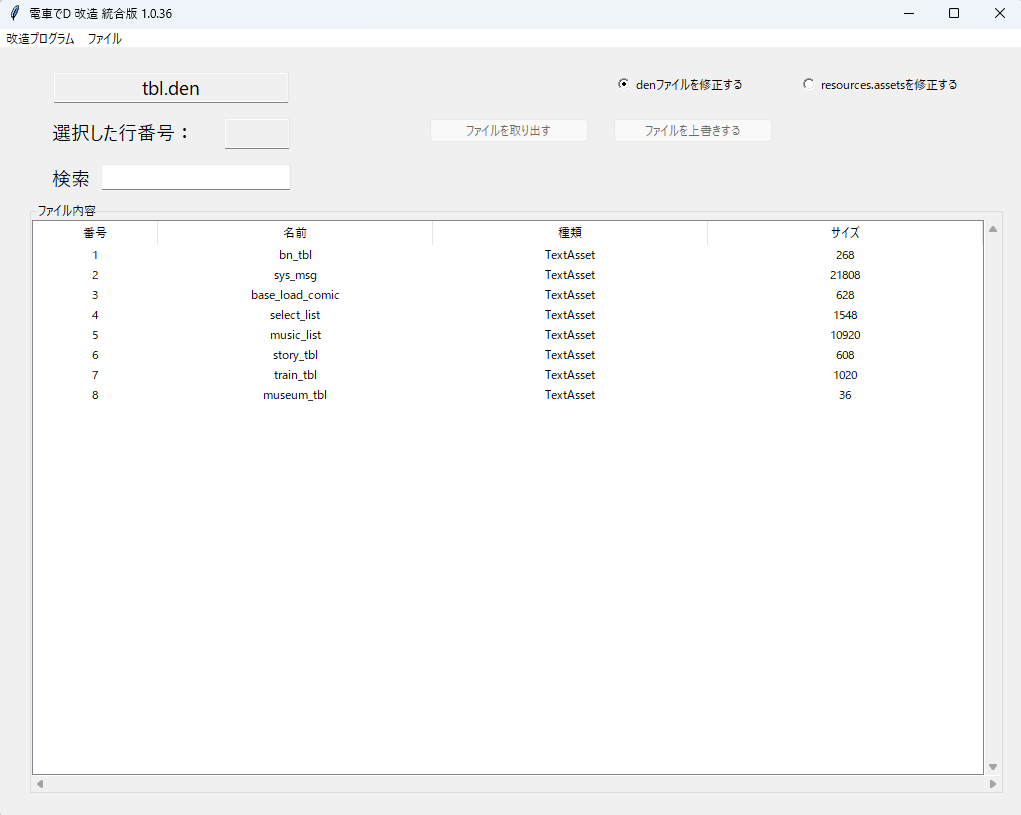 電車でD 改造 統合版 1.0.36
改造プログラム ファイル
tbl.den
denファイルを修正する
resources.assetsを修正する
選択した行番号：
ファイルを取り出す
ファイルを上書きする
検索
ファイル内容
番号 名前 種類 サイズ
1 bn_tbl TextAsset 268
2 sys_msg TextAsset 21808
3 base_load_comic TextAsset 628
4 select_list TextAsset 1548
5 music_list TextAsset 10920
6 story_tbl TextAsset 608
7 train_tbl TextAsset 1020
8 museum_tbl TextAsset 36